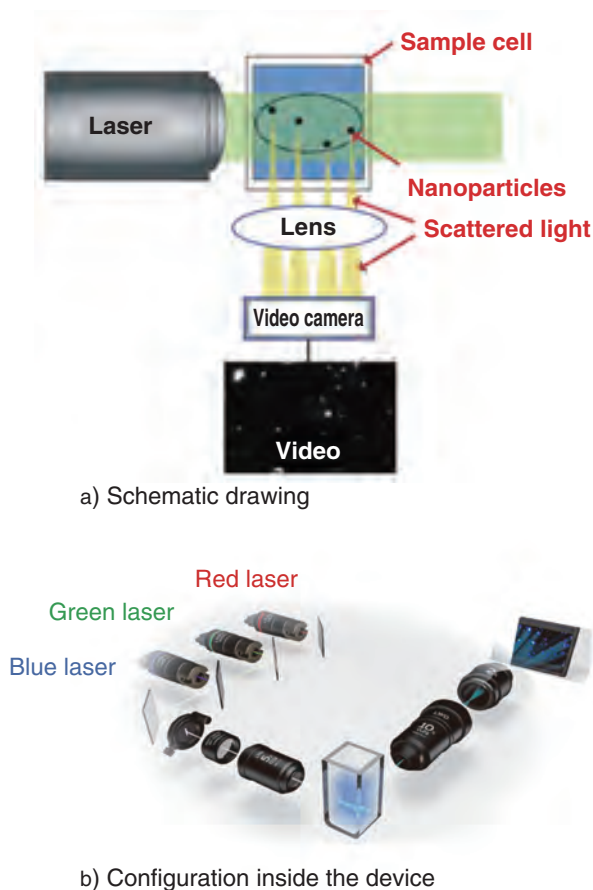 Sample cell
Laser
Nanoparticles
Lens
Scattered light
Video camera
Video
a) Schematic drawing
Red laser
Green laser
Blue laser
b) Configuration inside the device